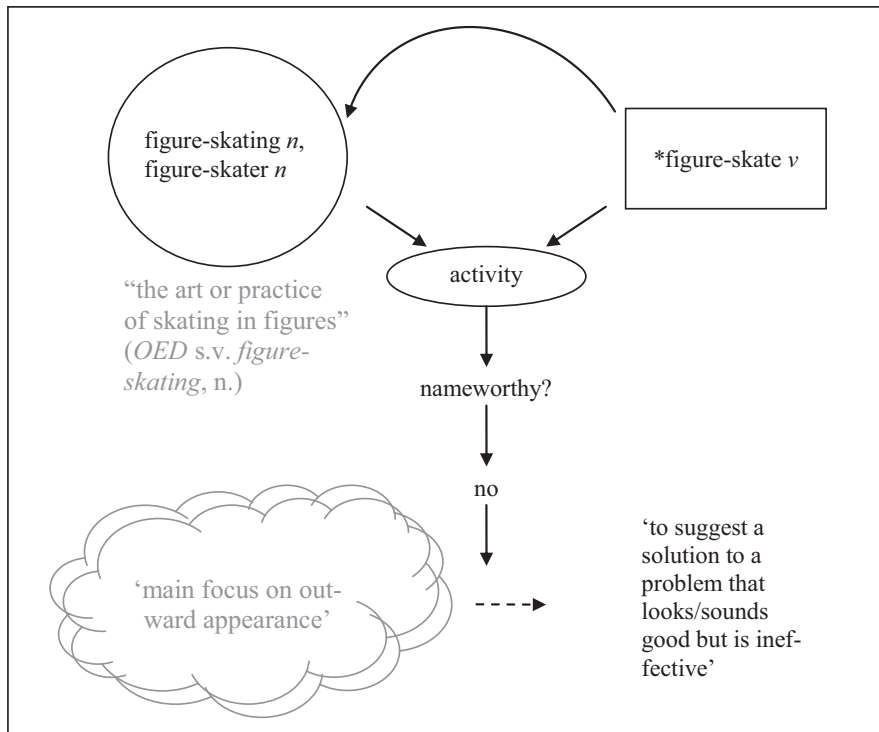 figure-skating n,
figure-skater n
*figure-skate v
activity
“the art or practice
of skating in figures”
(OED s.v. figure-
skating, n.)
nameworthy?
no
‘main focus on out-
ward appearance’
‘to suggest a
solution to a
problem that
looks/sounds
good but is inef-
fective’